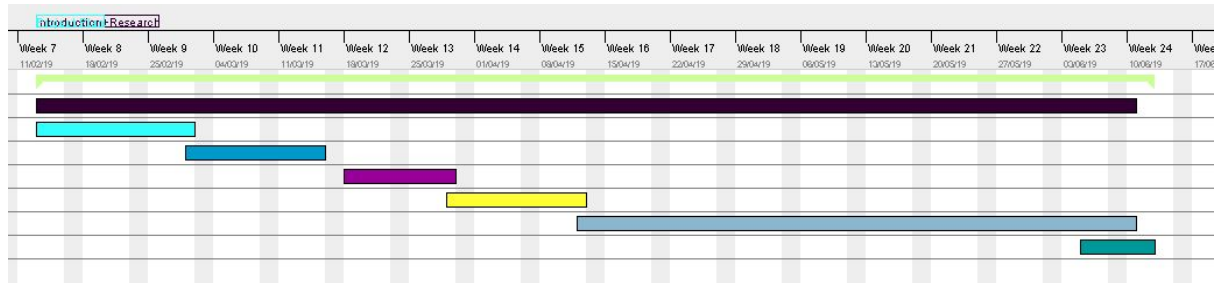 Introduction+Research
Week 7 Week 8 Week 9 Week 10 Week 11 Week 12 Week 13 Week 14 Week 15 Week 16 Week 17 Week 18 Week 19 Week 20 Week 21 Week 22 Week 23 Week 24 Wee
11/02/19 18/02/19 25/02/19 04/03/19 11/03/19 18/03/19 25/03/19 01/04/19 08/04/19 15/04/19 22/04/19 29/04/19 06/05/19 13/05/19 20/05/19 27/05/19 03/06/19 10/06/19 17/06